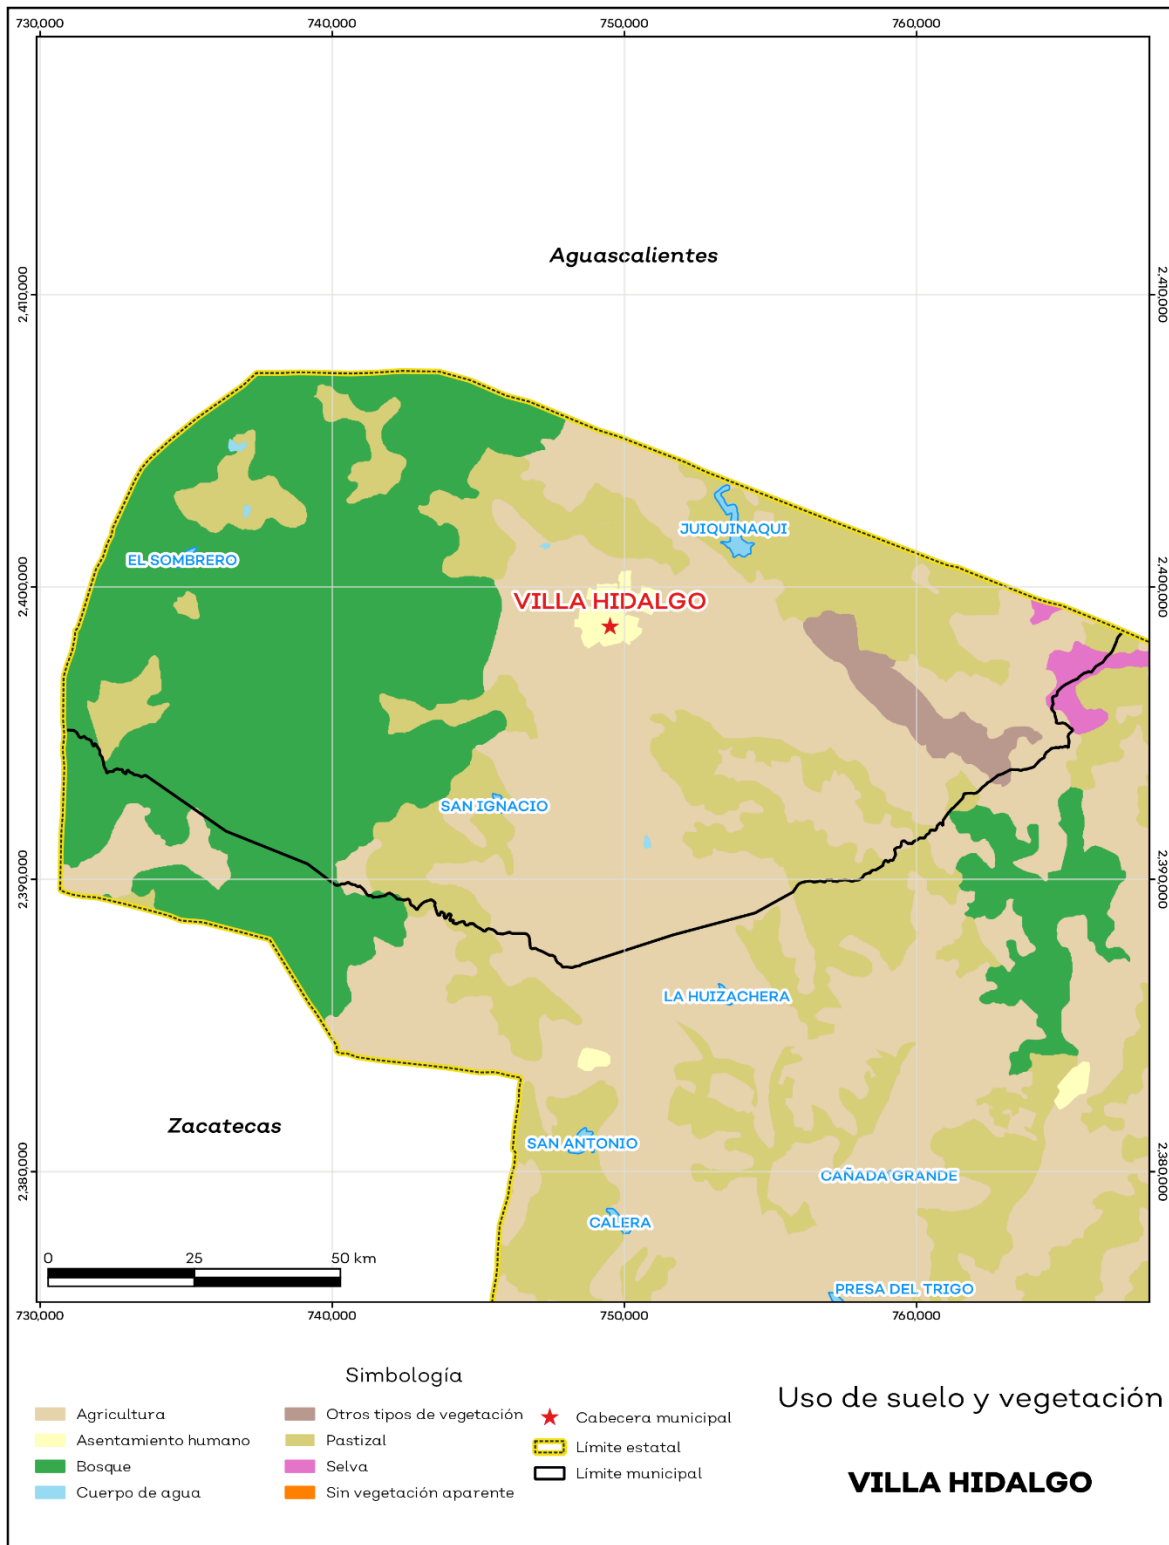 730,000 740,000 750,000 760,000
Aguascalientes
2,410,000 2,410,000
JUIQUINAQUI
EL SOMBRERO
2,400,000 2,400,000
VILLA HIDALGO
SAN IGNACIO
2,390,000 2,390,000
LA HUIZACHERA
Zacatecas
SAN ANTONIO
2,380,000 2,380,000
CAÑADA GRANDE
CALERA
0 25 50 km
PRESA DEL TRIGO
730,000 740,000 750,000 760,000
Simbología
Agricultura
Asentamiento humano
Bosque
Cuerpo de agua
Otros tipos de vegetación
Pastizal
Selva
Sin vegetación aparente
Cabecera municipal
Límite estatal
Límite municipal
Uso de suelo y vegetación
VILLA HIDALGO